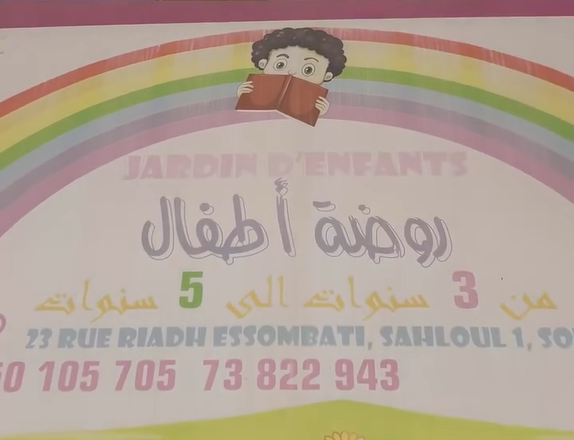 JARDIN D'ENFANTS
روضة أطفال
من 3 سنوات الى 5 سنوات
23 RUE RIADH ESSOMBATI, SAHLOUL 1,
105 705 73 822 943